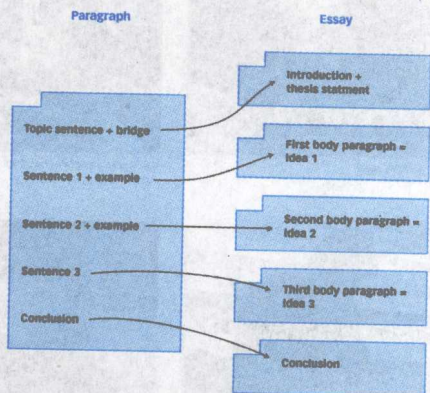 Paragraph
Essay
Topic sentence + bridge
Sentence 1 + example
Sentence 2 + example
Sentence 3
Conclusion
Introduction +
thesis statment
First body paragraph =
Idea 1
Second body paragraph =
Idea 2
Third body paragraph =
Idea 3
Conclusion